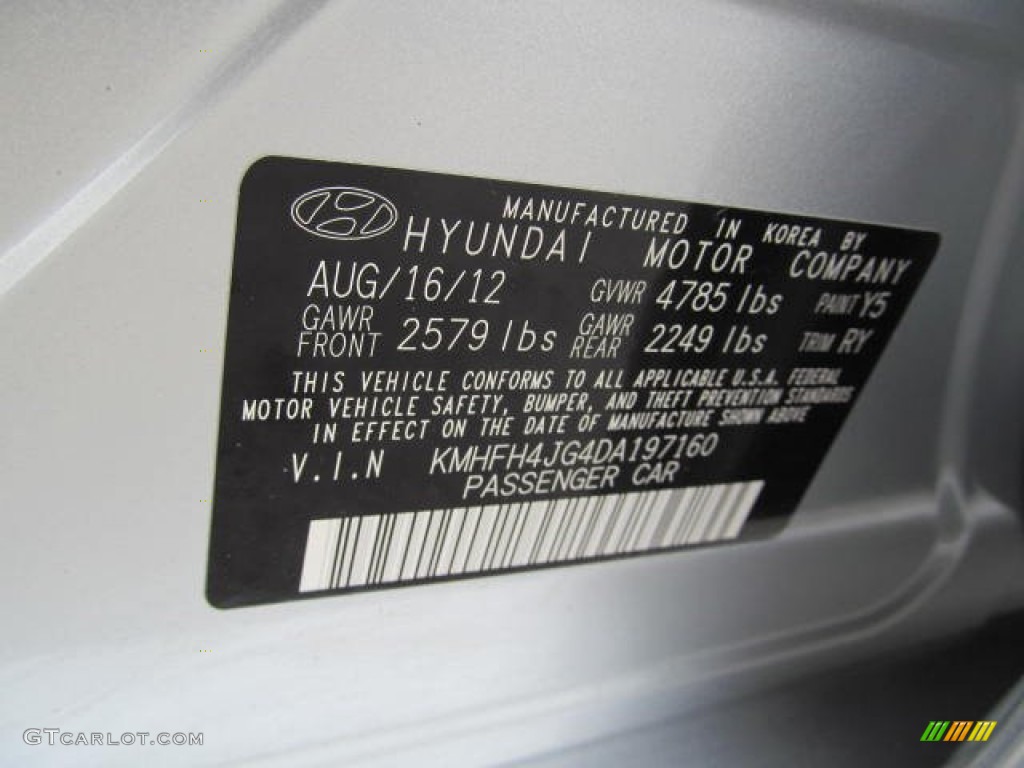 MANUFACTURED IN KOREA BY
HYUNDAI MOTOR COMPANY
AUG/16/12 GVWR 4785 lbs PAINT Y5
GAWR FRONT 2579 lbs GAWR REAR 2249 lbs TRIM RY
THIS VEHICLE CONFORMS TO ALL APPLICABLE U.S.A. FEDERAL
MOTOR VEHICLE SAFETY, BUMPER, AND THEFT PREVENTION STANDARDS
IN EFFECT ON THE DATE OF MANUFACTURE SHOWN ABOVE
V.I.N KMHFH4JG4DA197160
PASSENGER CAR
GTCARLOT.COM